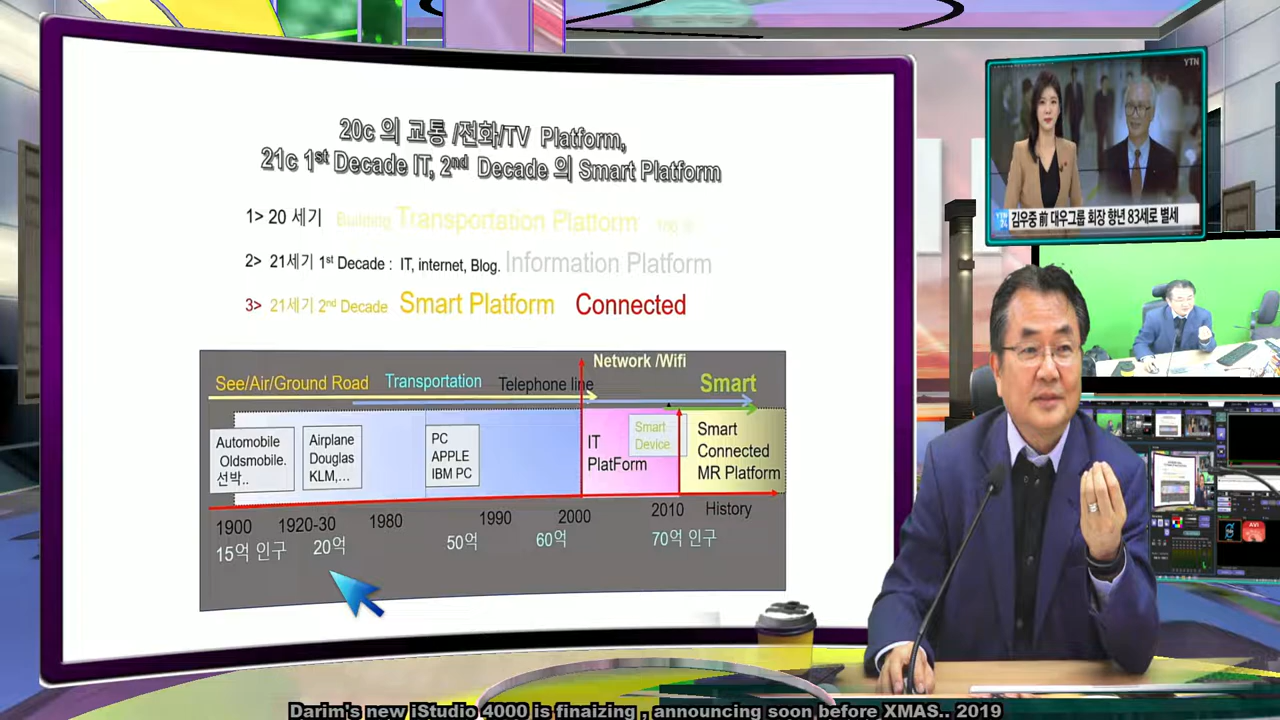 20c 의 교통 /전화/TV Platform,
21c 1st Decade IT, 2nd Decade 의 Smart Platform
1> 20 세기 Building Transportation Platform
2> 21세기 1st Decade : IT, internet, Blog. Information Platform
3> 21세기 2nd Decade Smart Platform Connected
Network /Wifi
See/Air/Ground Road Transportation Telephone line Smart
Automobile
Oldsmobile.
선박..
Airplane
Douglas
KLM,...
PC
APPLE
IBM PC
IT
PlatForm
Smart
Device
Smart
Connected
MR Platform
1900 1920-30 1980 1990 2000 2010 History
15억 인구 20억 50억 60억 70억 인구
YTN
YTN
24
김우중 前 대우그룹 회장 향년 83세로 별세
AVI
Darim's new iStudio 4000 is finaizing , announcing soon before XMAS.. 2019